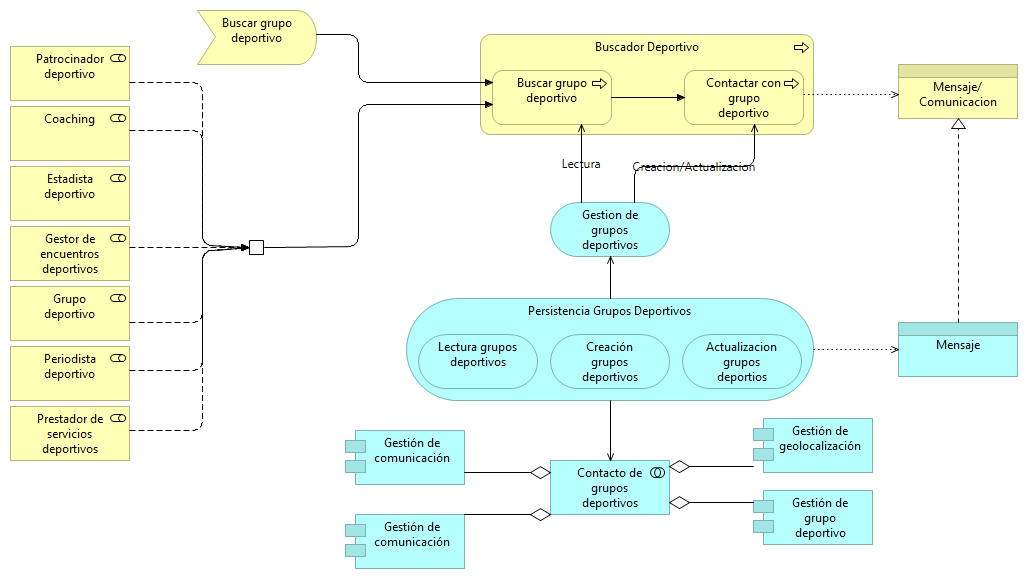 Buscar grupo
deportivo
Patrocinador
deportivo
Coaching
Estadista
deportivo
Gestor de
encuentros
deportivos
Grupo
deportivo
Periodista
deportivo
Prestador de
servicios
deportivos
Buscador Deportivo
Buscar grupo
deportivo
Contactar con
grupo
deportivo
Mensaje/
Comunicacion
Lectura
Creacion/Actualizacion
Gestion de
grupos
deportivos
Persistencia Grupos Deportivos
Lectura grupos
deportivos
Creación
grupos
deportivos
Actualizacion
grupos
deportios
Mensaje
Gestión de
comunicación
Gestión de
comunicación
Contacto de
grupos
deportivos
Gestión de
geolocalización
Gestión de
grupo
deportivo